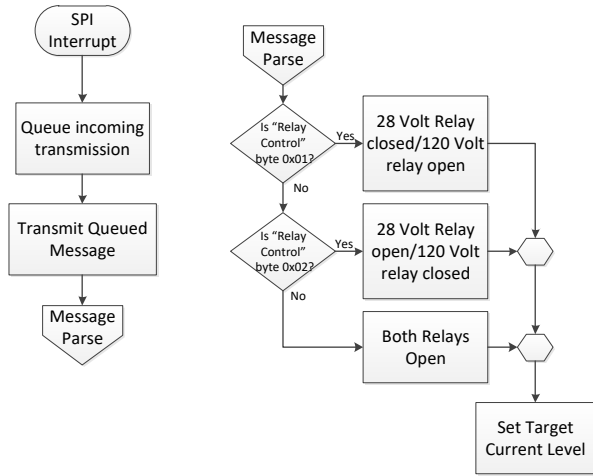 SPI
Interrupt
Queue incoming
transmission
Transmit Queued
Message
Message
Parse
Message
Parse
Is “Relay
Control”
byte 0x01?
Yes
28 Volt Relay
closed/120 Volt
relay open
No
Is “Relay
Control”
byte 0x02?
Yes
28 Volt Relay
open/120 Volt
relay closed
No
Both Relays
Open
Set Target
Current Level